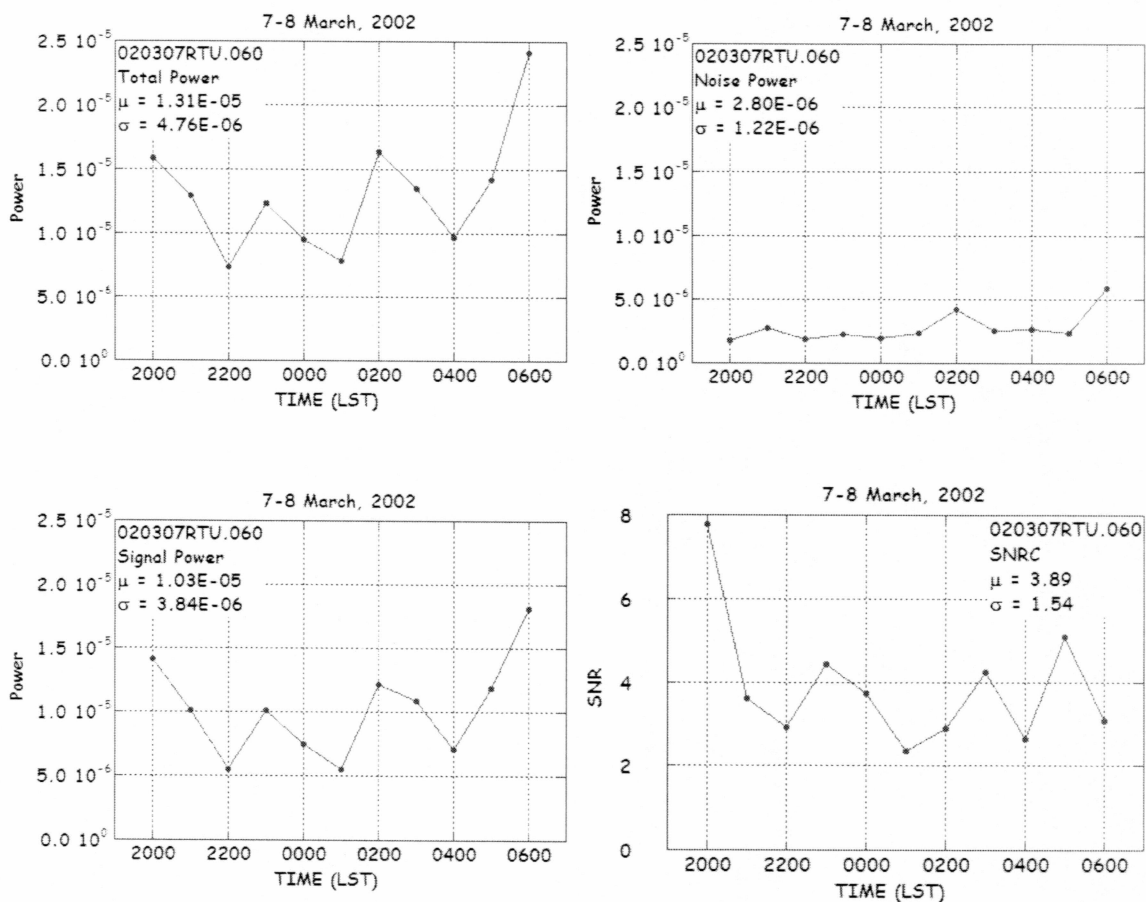 7-8 March, 2002
2.5 10⁻⁵
2.0 10⁻⁵
1.5 10⁻⁵
1.0 10⁻⁵
5.0 10⁻⁶
0.0 10⁰
Power
020307RTU.060
Total Power
μ = 1.31E-05
σ = 4.76E-06
2000 2200 0000 0200 0400 0600
TIME (LST)
7-8 March, 2002
2.5 10⁻⁵
2.0 10⁻⁵
1.5 10⁻⁵
1.0 10⁻⁵
5.0 10⁻⁶
0.0 10⁰
Power
020307RTU.060
Noise Power
μ = 2.80E-06
σ = 1.22E-06
2000 2200 0000 0200 0400 0600
TIME (LST)
7-8 March, 2002
2.5 10⁻⁵
2.0 10⁻⁵
1.5 10⁻⁵
1.0 10⁻⁵
5.0 10⁻⁶
0.0 10⁰
Power
020307RTU.060
Signal Power
μ = 1.03E-05
σ = 3.84E-06
2000 2200 0000 0200 0400 0600
TIME (LST)
7-8 March, 2002
8
6
4
2
0
SNR
020307RTU.060
SNRC
μ = 3.89
σ = 1.54
2000 2200 0000 0200 0400 0600
TIME (LST)